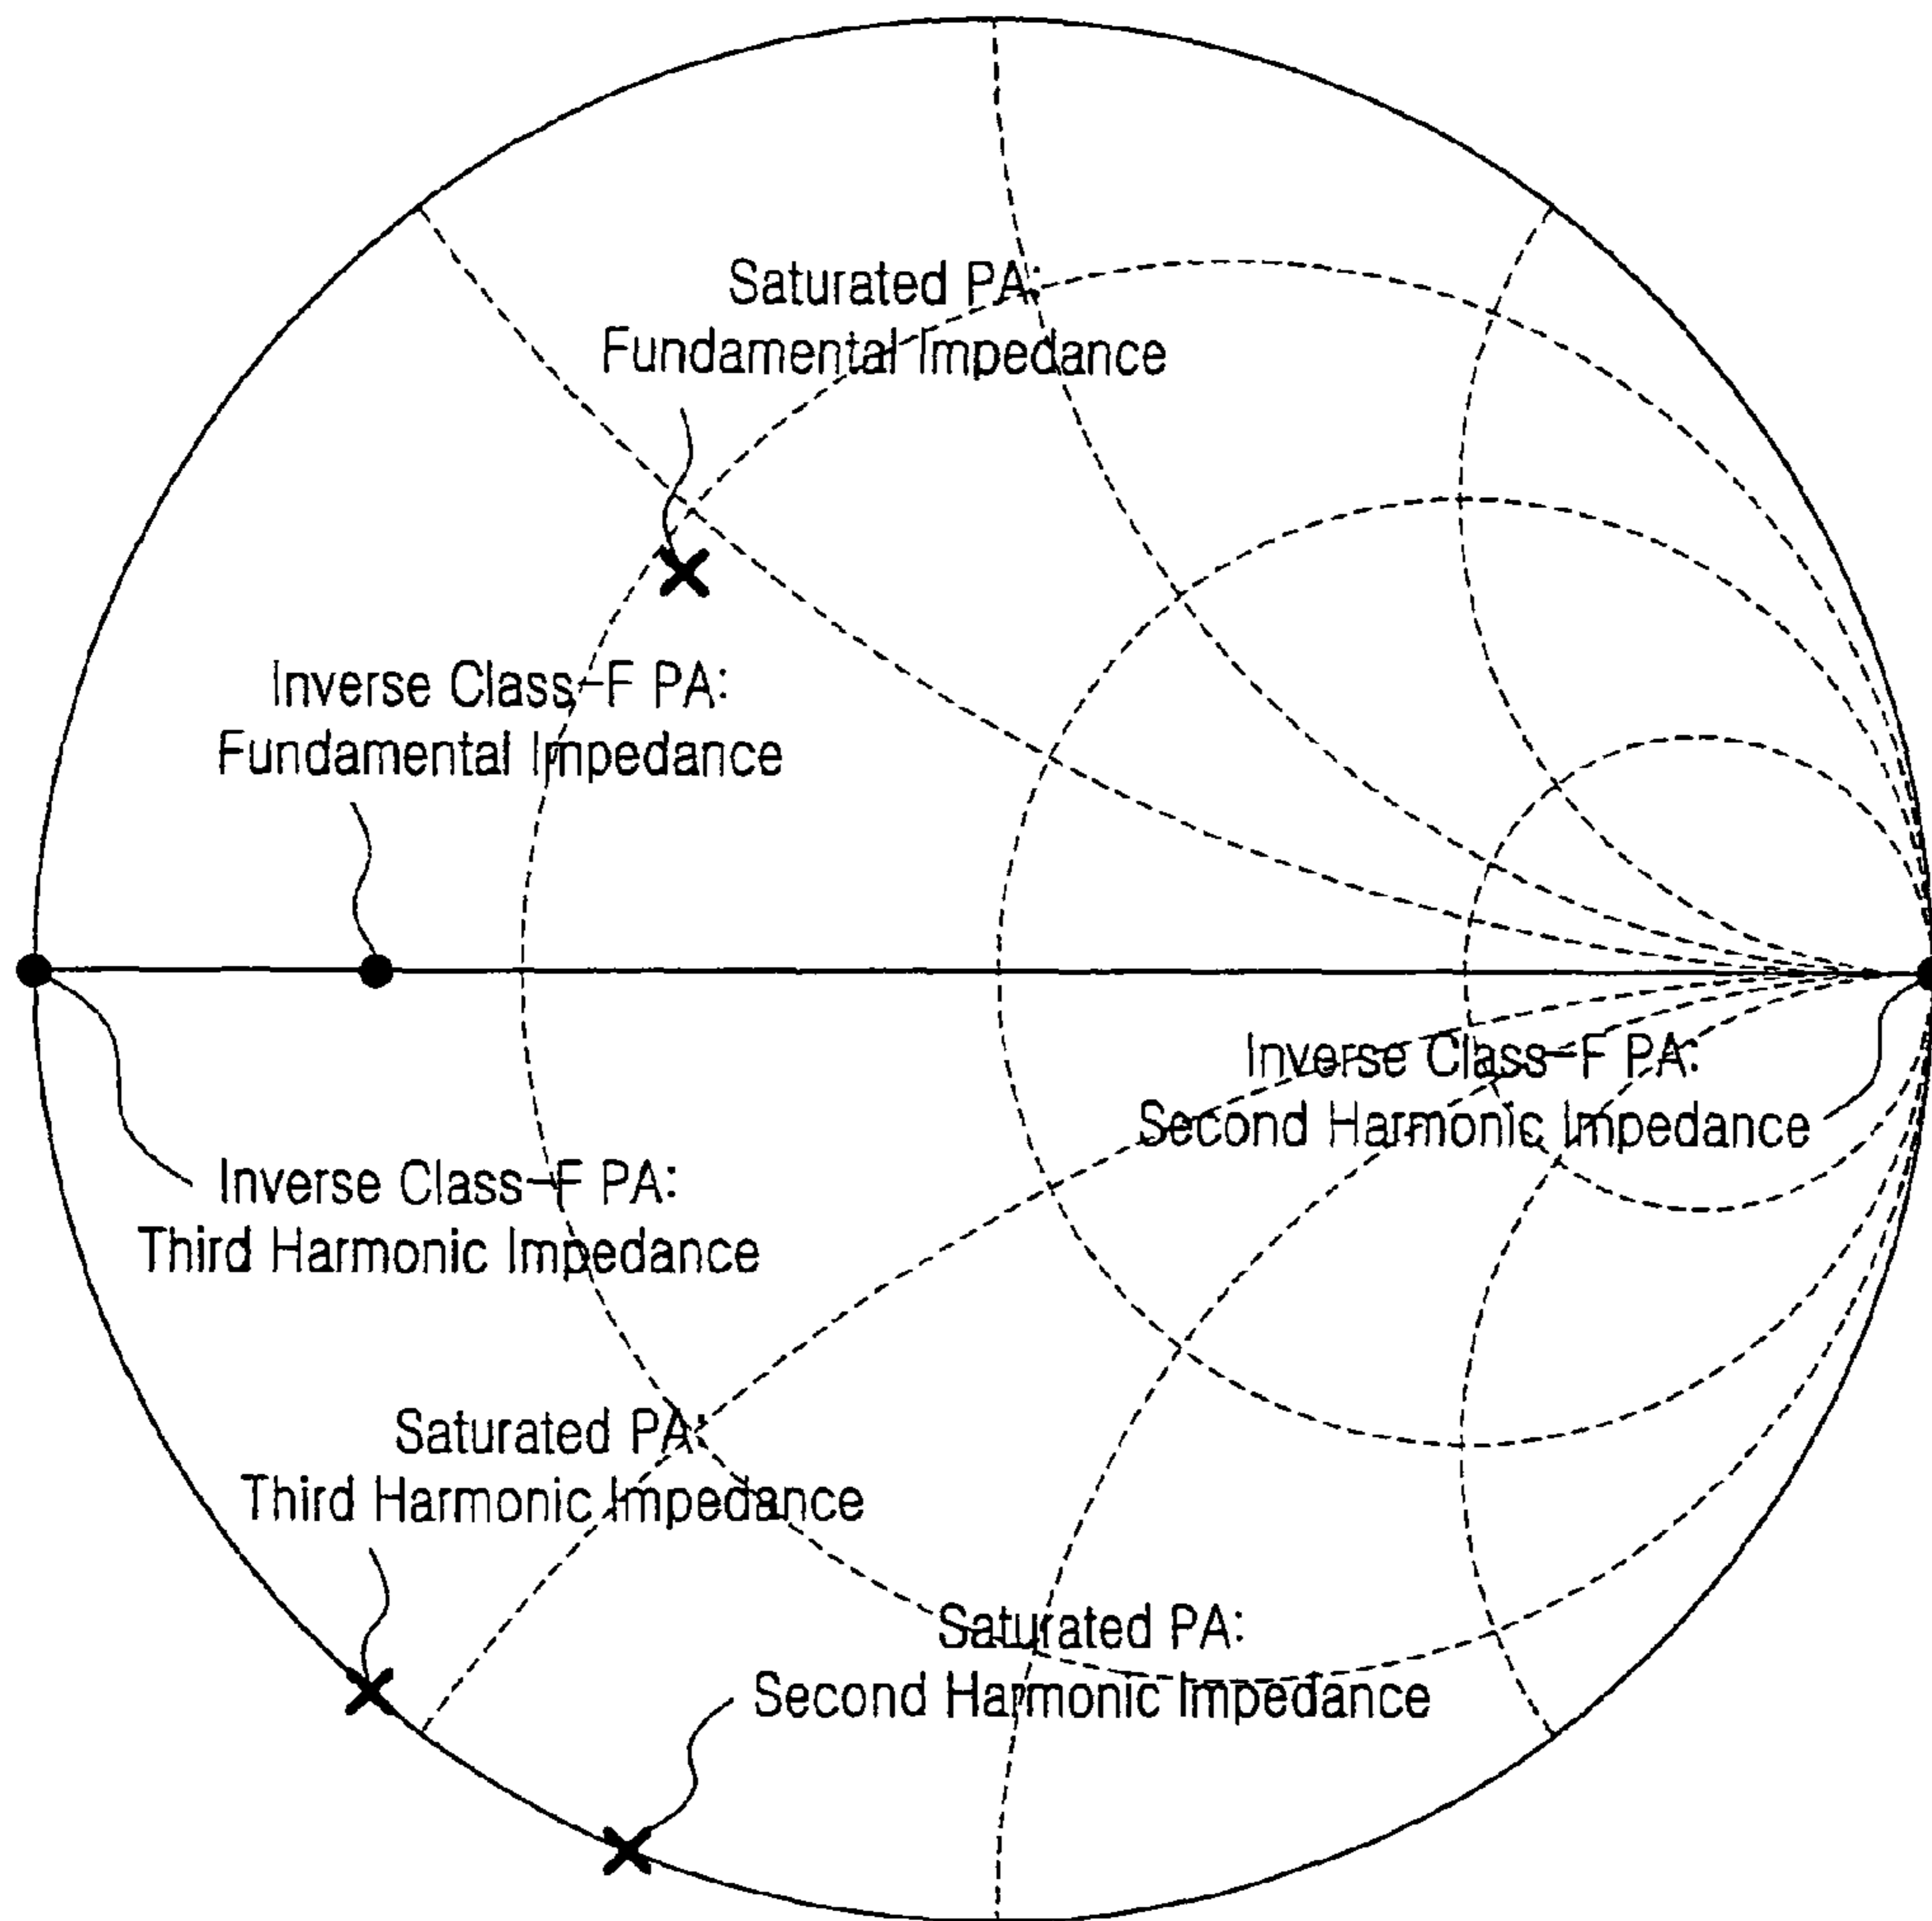 Saturated PA:
Fundamental Impedance
Inverse Class-F PA:
Fundamental Impedance
Inverse Class-F PA:
Second Harmonic Impedance
Inverse Class-F PA:
Third Harmonic Impedance
Saturated PA:
Third Harmonic Impedance
Saturated PA:
Second Harmonic Impedance